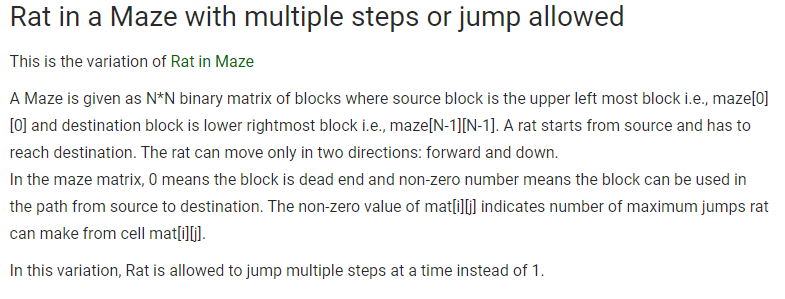 Rat in a Maze with multiple steps or jump allowed
This is the variation of Rat in Maze
A Maze is given as N*N binary matrix of blocks where source block is the upper left most block i.e., maze[0]
[0] and destination block is lower rightmost block i.e., maze[N-1][N-1]. A rat starts from source and has to
reach destination. The rat can move only in two directions: forward and down.
In the maze matrix, 0 means the block is dead end and non-zero number means the block can be used in
the path from source to destination. The non-zero value of mat[i][j] indicates number of maximum jumps rat
can make from cell mat[i][j].
In this variation, Rat is allowed to jump multiple steps at a time instead of 1.